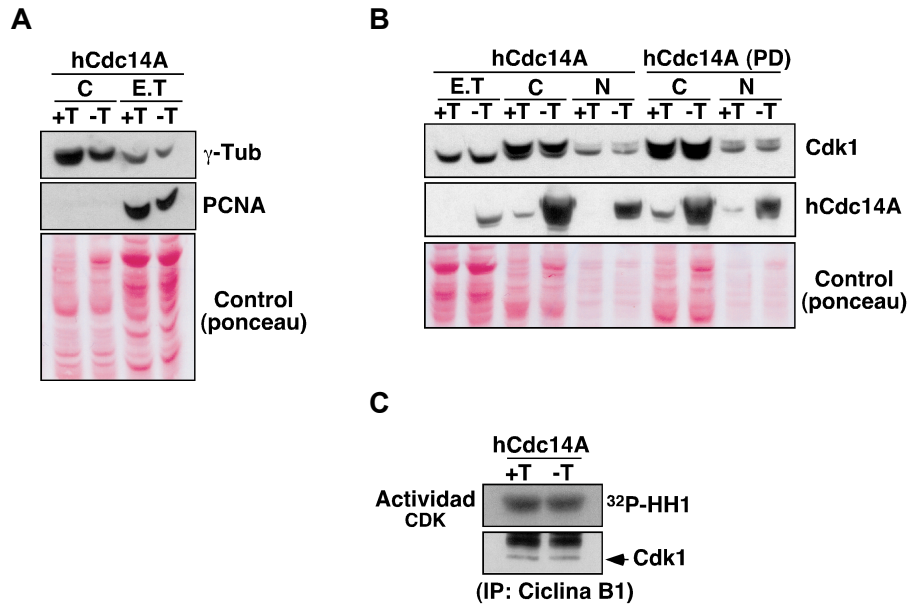 A
hCdc14A
C E.T
+T -T +T -T
γ-Tub
PCNA
Control
(ponceau)
B
hCdc14A hCdc14A (PD)
E.T C N C N
+T -T +T -T +T -T +T -T +T -T
Cdk1
hCdc14A
Control
(ponceau)
C
hCdc14A
+T -T
Actividad
CDK
³²P-HH1
Cdk1
(IP: Ciclina B1)